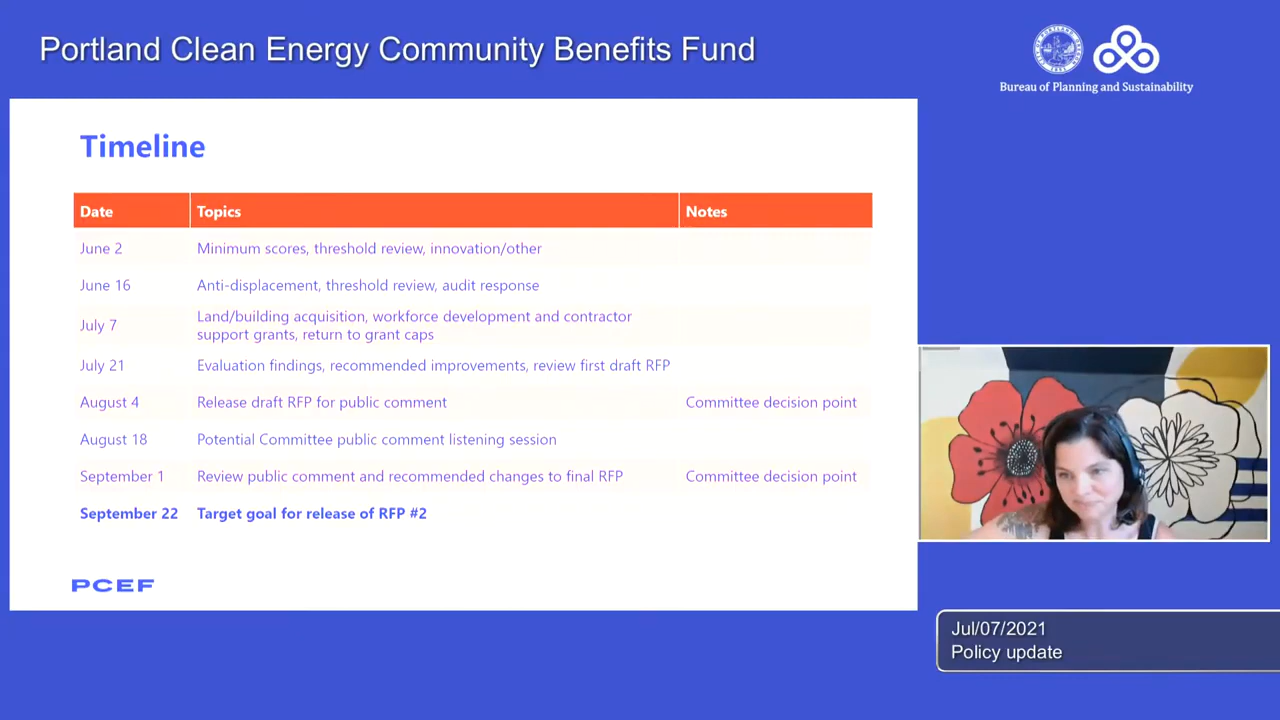 Portland Clean Energy Community Benefits Fund
Bureau of Planning and Sustainability
Timeline
Date Topics Notes
June 2 Minimum scores, threshold review, innovation/other
June 16 Anti-displacement, threshold review, audit response
July 7 Land/building acquisition, workforce development and contractor
support grants, return to grant caps
July 21 Evaluation findings, recommended improvements, review first draft RFP
August 4 Release draft RFP for public comment Committee decision point
August 18 Potential Committee public comment listening session
September 1 Review public comment and recommended changes to final RFP Committee decision point
September 22 Target goal for release of RFP #2
PCEF
Jul/07/2021
Policy update